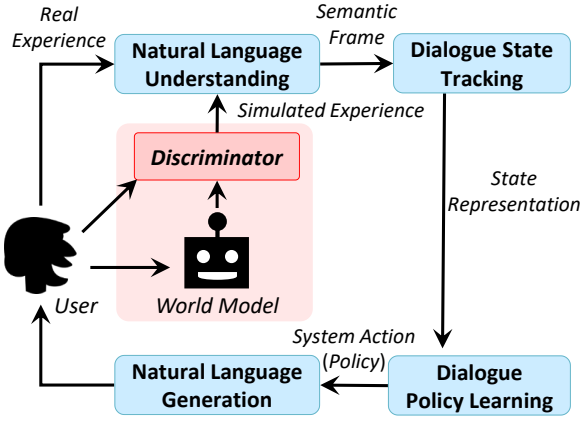 Real
Experience
Semantic
Frame
Natural Language
Understanding
Dialogue State
Tracking
Simulated Experience
Discriminator
State
Representation
User
World Model
System Action
(Policy)
Natural Language
Generation
Dialogue
Policy Learning